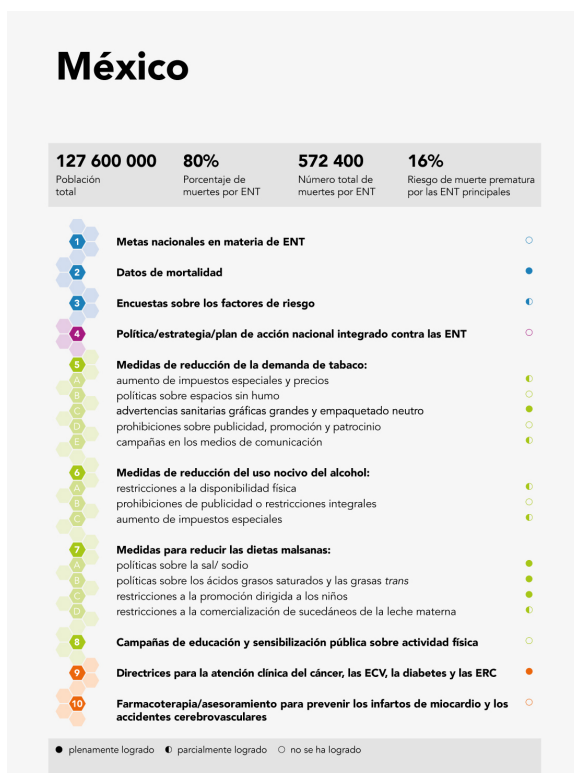 México
127 600 000
Población
total
80%
Porcentaje de
muertes por ENT
572 400
Número total de
muertes por ENT
16%
Riesgo de muerte prematura
por las ENT principales
1 Metas nacionales en materia de ENT ○
2 Datos de mortalidad ●
3 Encuestas sobre los factores de riesgo ◐
4 Política/estrategia/plan de acción nacional integrado contra las ENT ○
5 Medidas de reducción de la demanda de tabaco:
A aumento de impuestos especiales y precios ◐
B políticas sobre espacios sin humo ○
C advertencias sanitarias gráficas grandes y empaquetado neutro ●
D prohibiciones sobre publicidad, promoción y patrocinio ○
E campañas en los medios de comunicación ◐
6 Medidas de reducción del uso nocivo del alcohol:
A restricciones a la disponibilidad física ◐
B prohibiciones de publicidad o restricciones integrales ○
C aumento de impuestos especiales ◐
7 Medidas para reducir las dietas malsanas:
A políticas sobre la sal/ sodio ●
B políticas sobre los ácidos grasos saturados y las grasas trans ●
C restricciones a la promoción dirigida a los niños ●
D restricciones a la comercialización de sucedáneos de la leche materna ◐
8 Campañas de educación y sensibilización pública sobre actividad física ○
9 Directrices para la atención clínica del cáncer, las ECV, la diabetes y las ERC ●
10 Farmacoterapia/asesoramiento para prevenir los infartos de miocardio y los ○
accidentes cerebrovasculares
● plenamente logrado ◐ parcialmente logrado ○ no se ha logrado